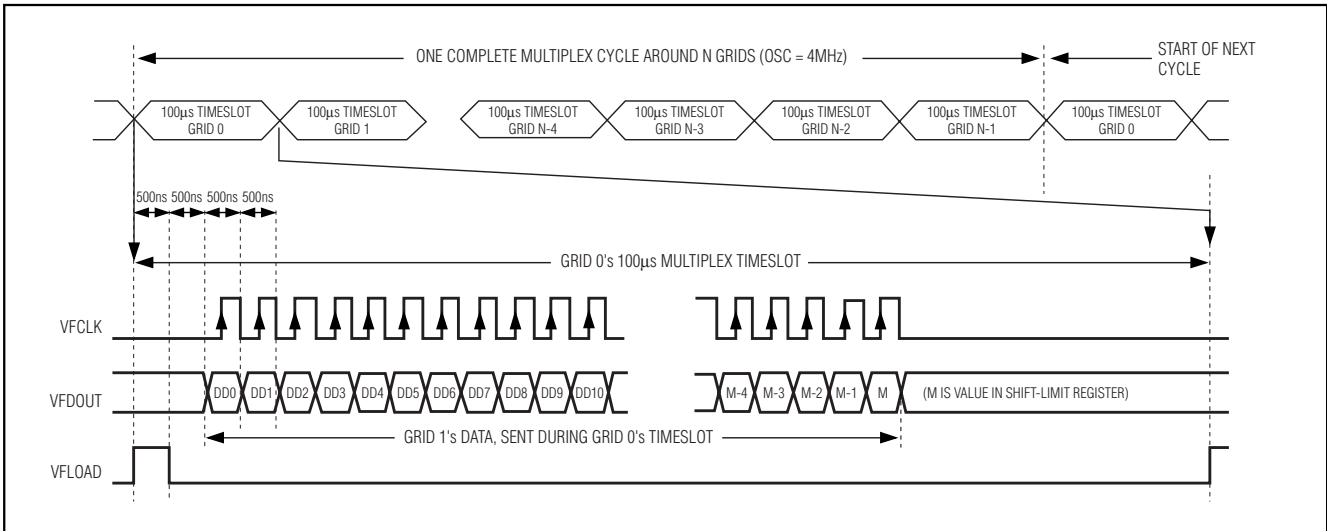 ONE COMPLETE MULTIPLEX CYCLE AROUND N GRIDS (OSC = 4MHz)
START OF NEXT
CYCLE
100µs TIMESLOT
GRID 0
100µs TIMESLOT
GRID 1
100µs TIMESLOT
GRID N-4
100µs TIMESLOT
GRID N-3
100µs TIMESLOT
GRID N-2
100µs TIMESLOT
GRID N-1
100µs TIMESLOT
GRID 0
500ns 500ns 500ns 500ns
GRID 0's 100µs MULTIPLEX TIMESLOT
VFCLK
VFDOUT
DD0 DD1 DD2 DD3 DD4 DD5 DD6 DD7 DD8 DD9 DD10
M-4 M-3 M-2 M-1 M
(M IS VALUE IN SHIFT-LIMIT REGISTER)
GRID 1's DATA, SENT DURING GRID 0's TIMESLOT
VFLOAD